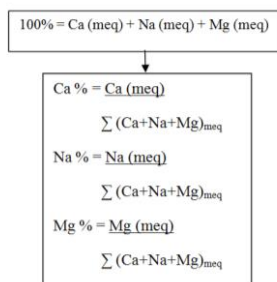 100% = Ca (meq) + Na (meq) + Mg (meq)
Ca % = Ca (meq)
∑ (Ca+Na+Mg)meq
Na % = Na (meq)
∑ (Ca+Na+Mg)meq
Mg % = Mg (meq)
∑ (Ca+Na+Mg)meq